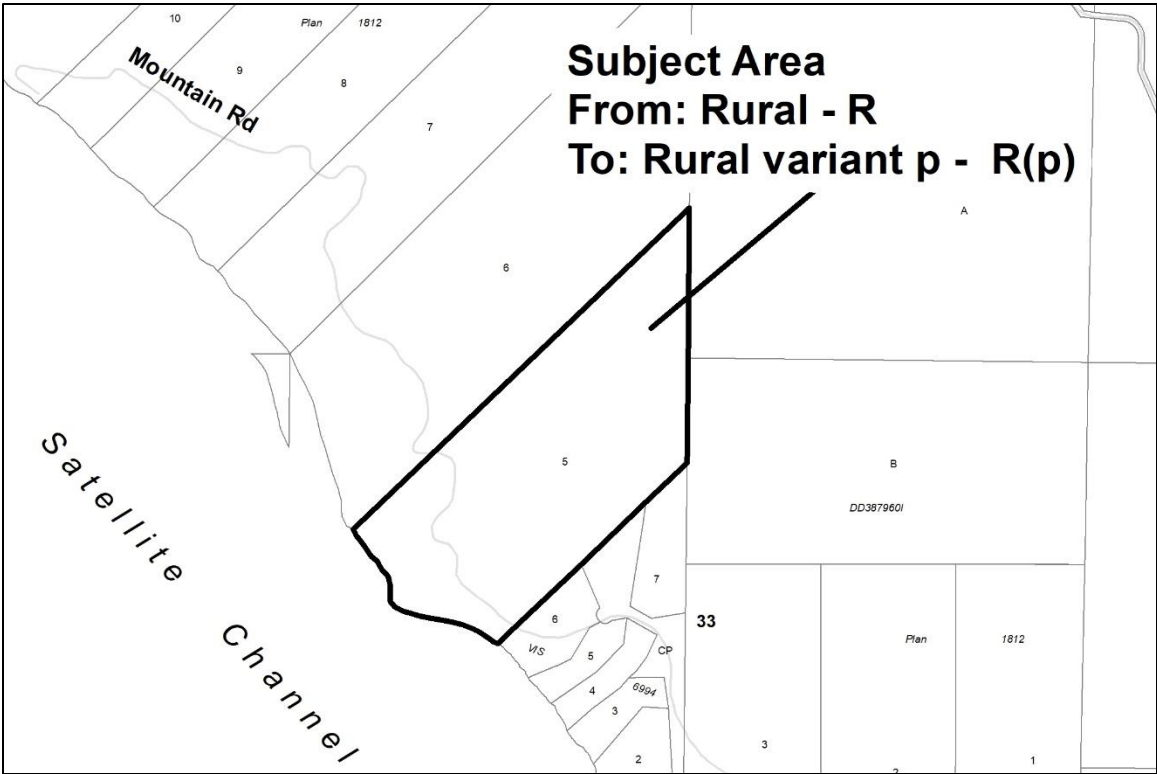 10
Plan 1812
Mountain Rd
9
8
7
Subject Area
From: Rural - R
To: Rural variant p - R(p)
A
6
5
B
DD387960I
Satellite
Channel
7
6
33
VIS
5
CP
Plan 1812
4
6994
3
2
3
2
1